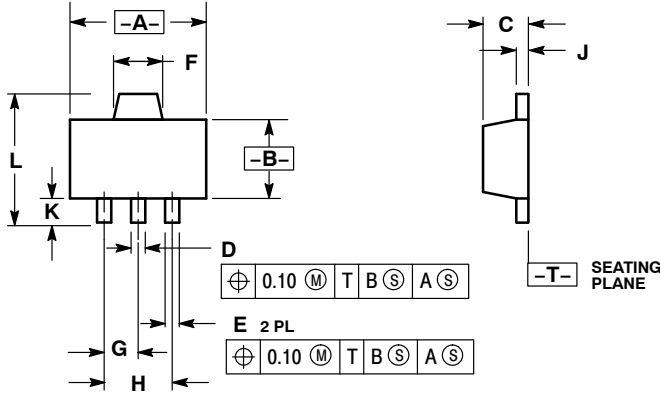 –A–
C
F
J
L
–B–
K
D
⌖ 0.10 Ⓜ T B Ⓢ A Ⓢ
–T– SEATING PLANE
E 2 PL
G
⌖ 0.10 Ⓜ T B Ⓢ A Ⓢ
H